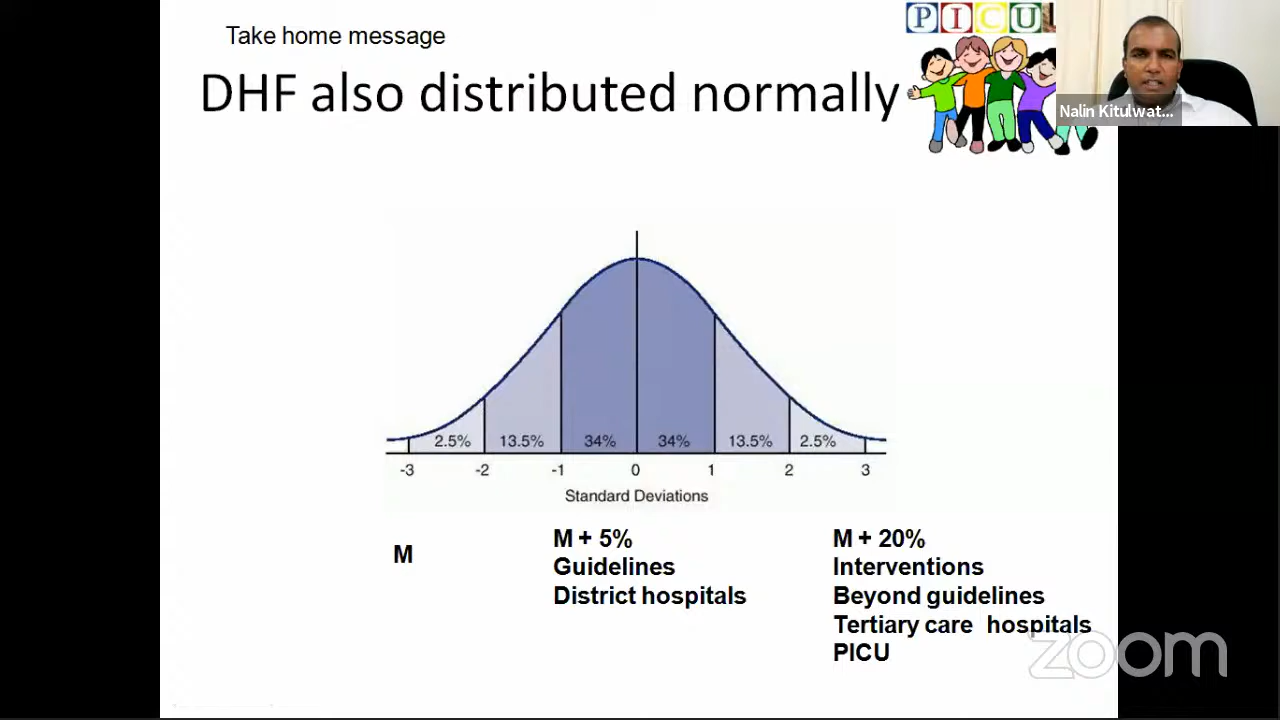 Take home message
PICU
DHF also distributed normally
Nalin Kitulwat...
2.5% 13.5% 34% 34% 13.5% 2.5%
-3 -2 -1 0 1 2 3
Standard Deviations
M
M + 5%
Guidelines
District hospitals
M + 20%
Interventions
Beyond guidelines
Tertiary care hospitals
PICU
zoom